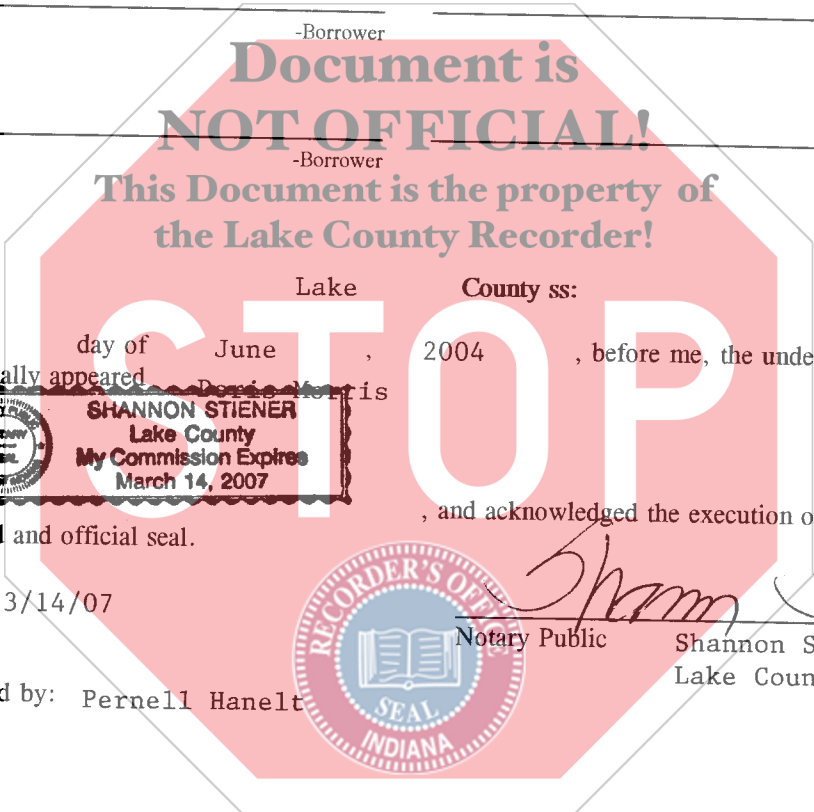 -Borrower
Document is
NOT OFFICIAL!
-Borrower
This Document is the property of
the Lake County Recorder!
Lake County ss:
STOP
day of June , 2004 , before me, the unde
ally appeared Doris Morris
SHANNON STIENER
Lake County
My Commission Expires
March 14, 2007
, and acknowledged the execution o
and official seal.
3/14/07
Shann
Notary Public Shannon S
Lake Coun
d by: Pernell Hanelt
RECORDER'S OFFICE
SEAL
INDIANA